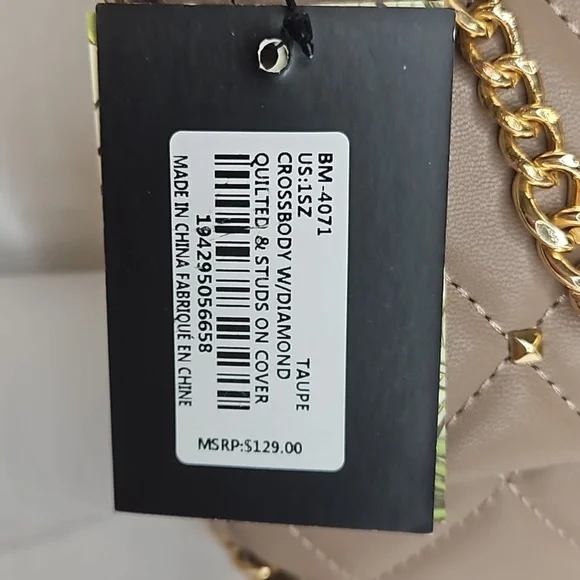 BM-4071
US:1SZ TAUPE
CROSSBODY W/DIAMOND
QUILTED & STUDS ON COVER
194295056658
MADE IN CHINA FABRIQUÉ EN CHINE
MSRP:$129.00